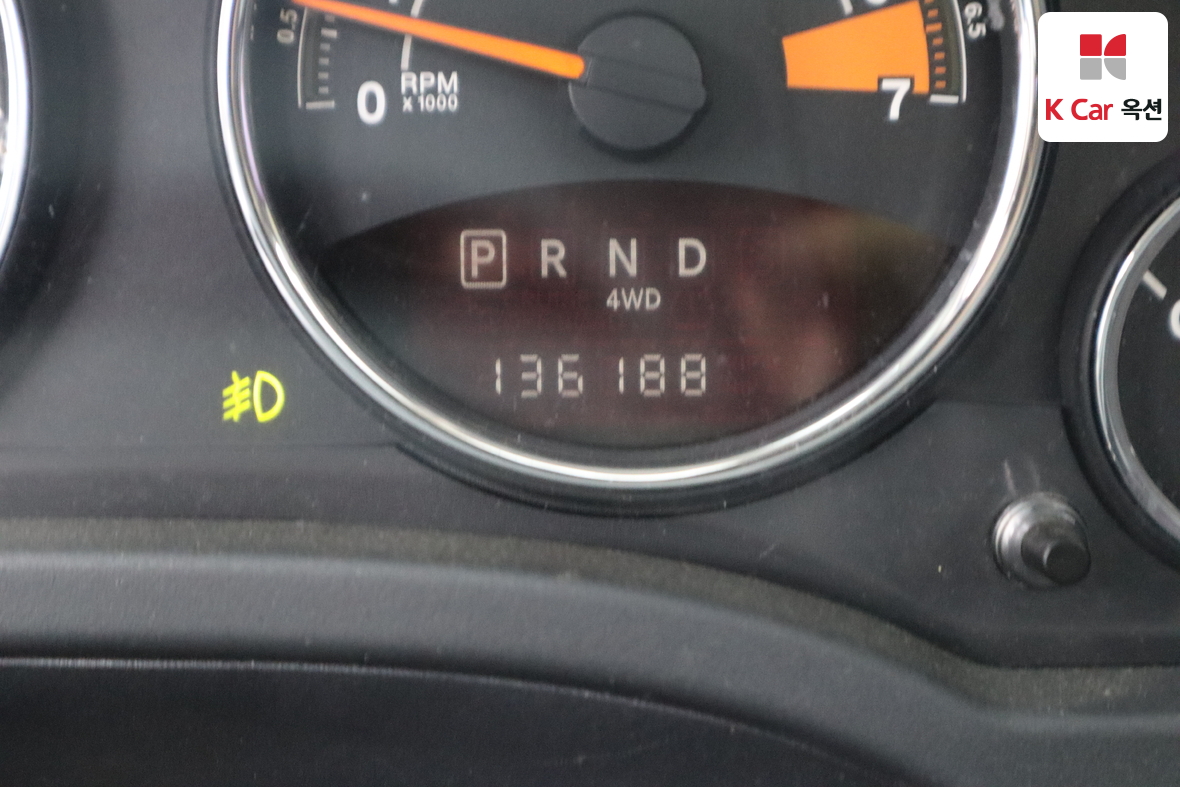 0.5
0
RPM
X 1000
7
6.5
K Car 옥션
P R N D
4WD
136188